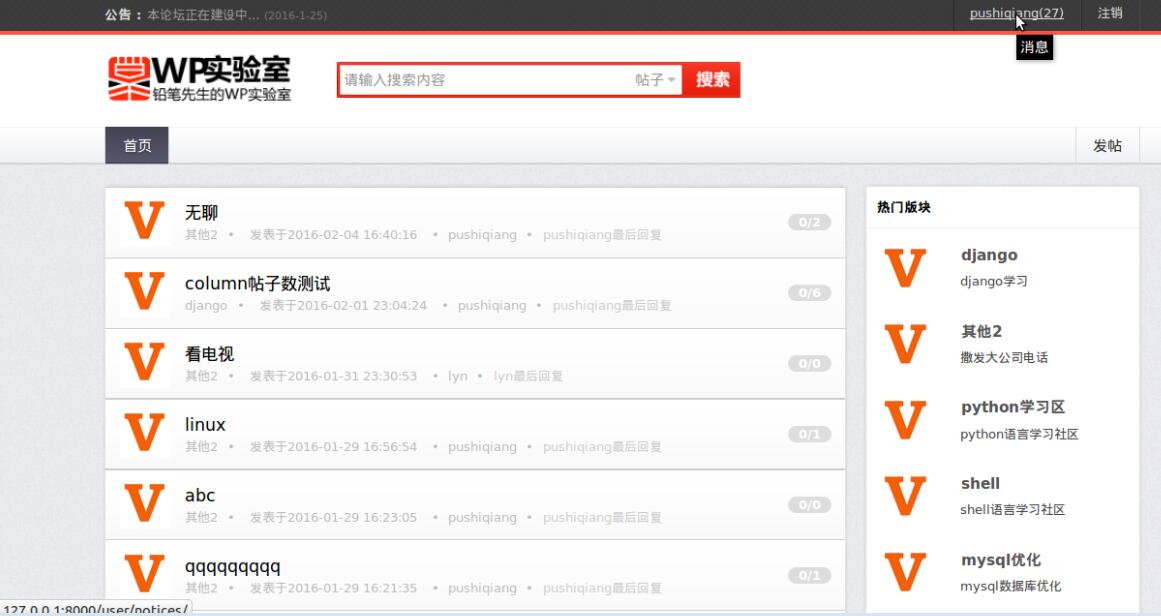 公告 : 本论坛正在建设中... (2016-1-25)
pushiqiang(27) 注销
消息
WP实验室
铅笔先生的WP实验室
请输入搜索内容 帖子 搜索
首页 发帖
无聊
其他2 • 发表于2016-02-04 16:40:16 • pushiqiang • pushiqiang最后回复
0/2
column帖子数测试
django • 发表于2016-02-01 23:04:24 • pushiqiang • pushiqiang最后回复
0/6
看电视
其他2 • 发表于2016-01-31 23:30:53 • lyn • lyn最后回复
0/0
linux
其他2 • 发表于2016-01-29 16:56:54 • pushiqiang • pushiqiang最后回复
0/1
abc
其他2 • 发表于2016-01-29 16:23:05 • pushiqiang • pushiqiang最后回复
0/0
qqqqqqqqq
其他2 • 发表于2016-01-29 16:21:35 • pushiqiang • pushiqiang最后回复
0/1
热门版块
django
django学习
其他2
撒发大公司电话
python学习区
python语言学习社区
shell
shell语言学习社区
mysql优化
mysql数据库优化
127.0.0.1:8000/user/notices/